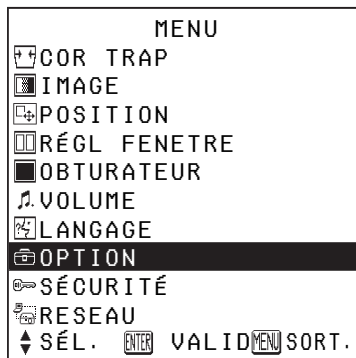 MENU
COR TRAP
IMAGE
POSITION
RÉGL FENETRE
OBTURATEUR
VOLUME
LANGAGE
OPTION
SÉCURITÉ
RESEAU
SÉL. ENTER VALID MENU SORT.